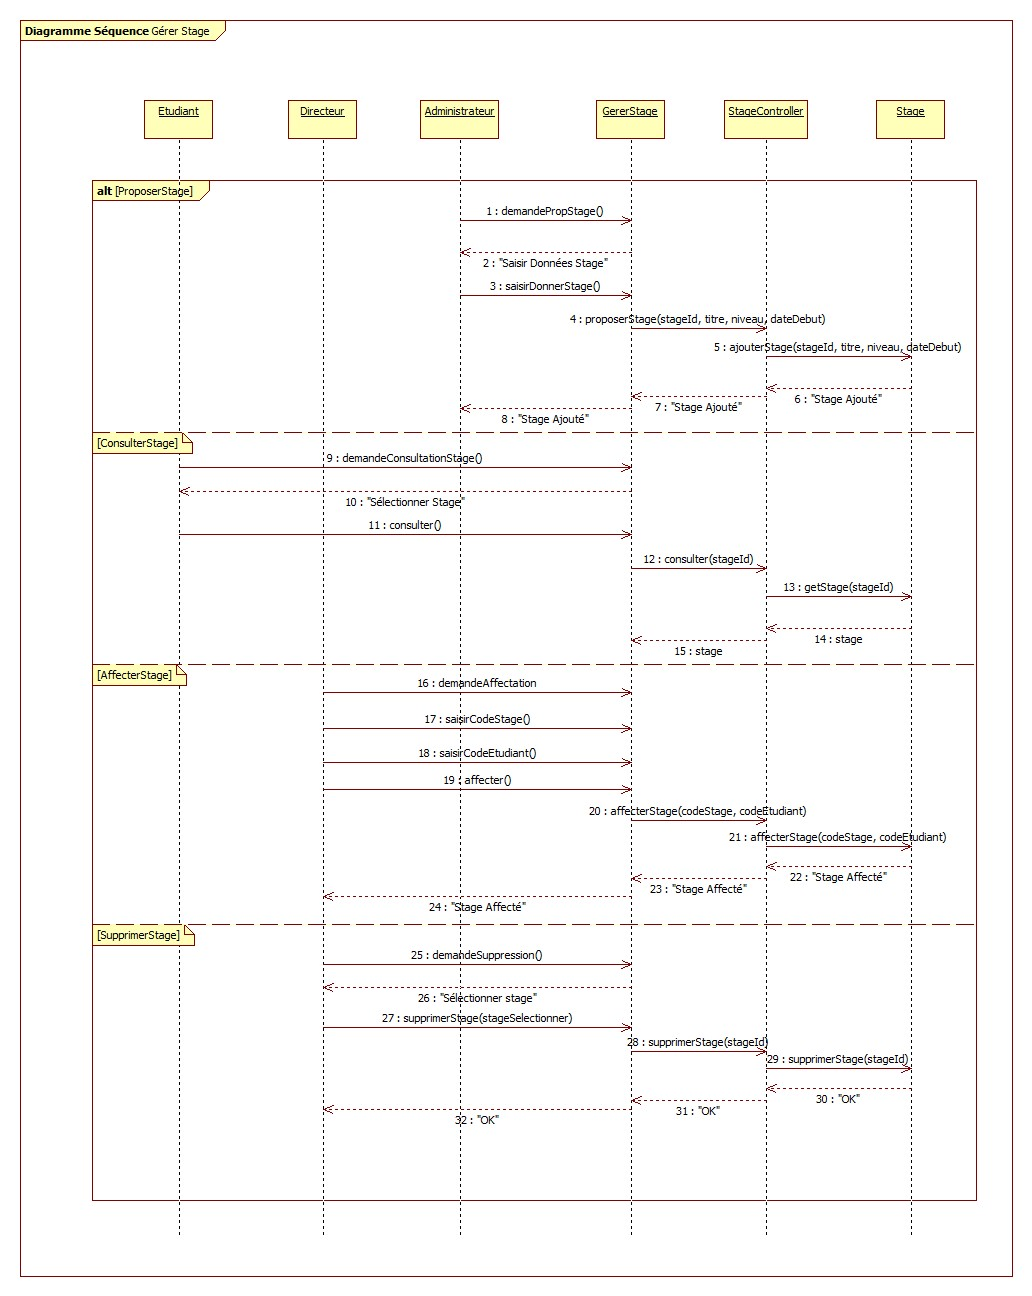 Diagramme Séquence Gérer Stage
Etudiant
Directeur
Administrateur
GererStage
StageController
Stage
alt [ProposerStage]
1 : demandePropStage()
2 : "Saisir Données Stage"
3 : saisirDonnerStage()
4 : proposerStage(stageId, titre, niveau, dateDebut)
5 : ajouterStage(stageId, titre, niveau, dateDebut)
6 : "Stage Ajouté"
7 : "Stage Ajouté"
8 : "Stage Ajouté"
[ConsulterStage]
9 : demandeConsultationStage()
10 : "Sélectionner Stage"
11 : consulter()
12 : consulter(stageId)
13 : getStage(stageId)
14 : stage
15 : stage
[AffecterStage]
16 : demandeAffectation
17 : saisirCodeStage()
18 : saisirCodeEtudiant()
19 : affecter()
20 : affecterStage(codeStage, codeEtudiant)
21 : affecterStage(codeStage, codeEtudiant)
22 : "Stage Affecté"
23 : "Stage Affecté"
24 : "Stage Affecté"
[SupprimerStage]
25 : demandeSuppression()
26 : "Sélectionner stage"
27 : supprimerStage(stageSelectionner)
28 : supprimerStage(stageId)
29 : supprimerStage(stageId)
30 : "OK"
31 : "OK"
32 : "OK"